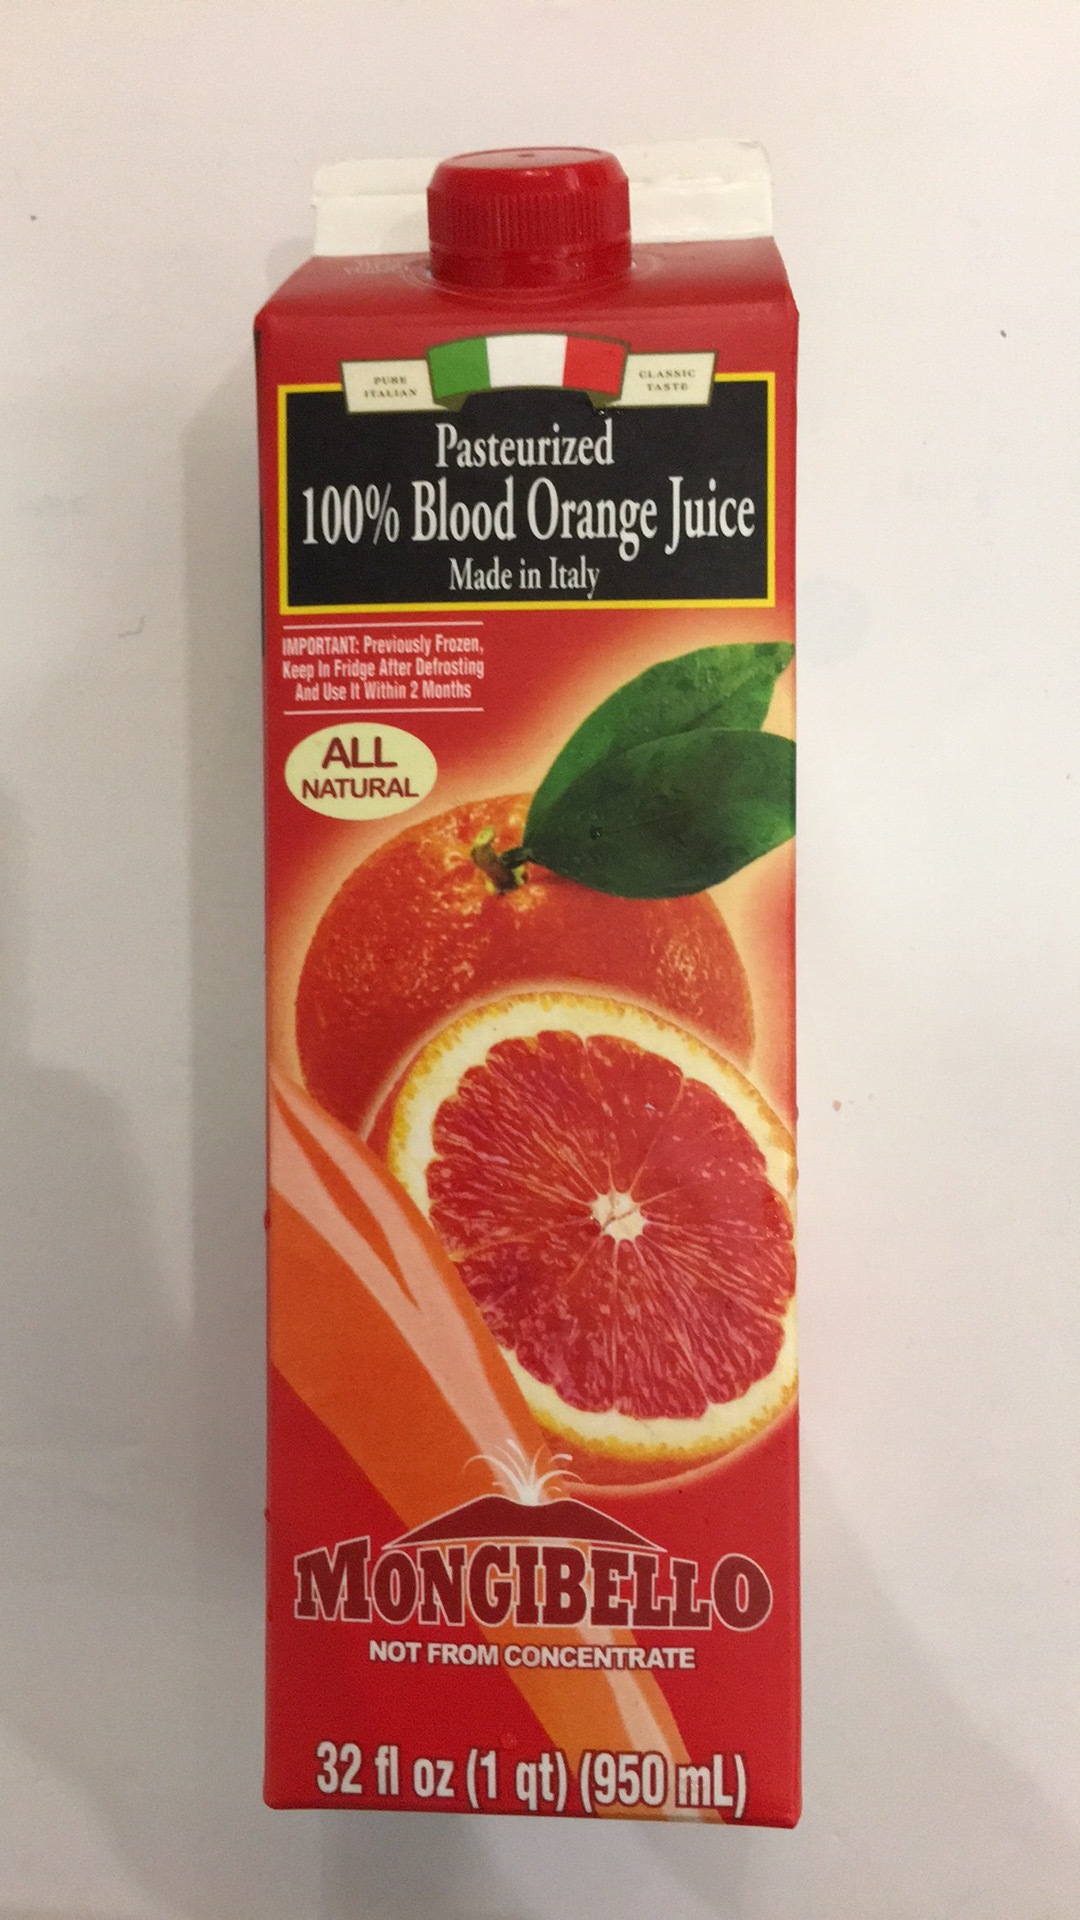 PURE
ITALIAN
CLASSIC
TASTE
Pasteurized
100% Blood Orange Juice
Made in Italy
IMPORTANT: Previously Frozen,
Keep In Fridge After Defrosting
And Use It Within 2 Months
ALL
NATURAL
MONGIBELLO
NOT FROM CONCENTRATE
32 fl oz (1 qt) (950 mL)